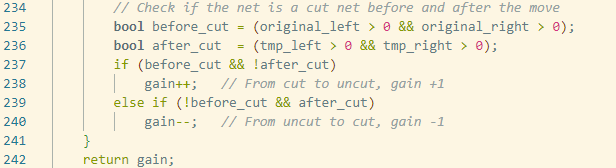 234 // Check if the net is a cut net before and after the move
235 bool before_cut = (original_left > 0 && original_right > 0);
236 bool after_cut  = (tmp_left > 0 && tmp_right > 0);
237 if (before_cut && !after_cut)
238     gain++;   // From cut to uncut, gain +1
239 else if (!before_cut && after_cut)
240     gain--;   // From uncut to cut, gain -1
241 }
242 return gain;